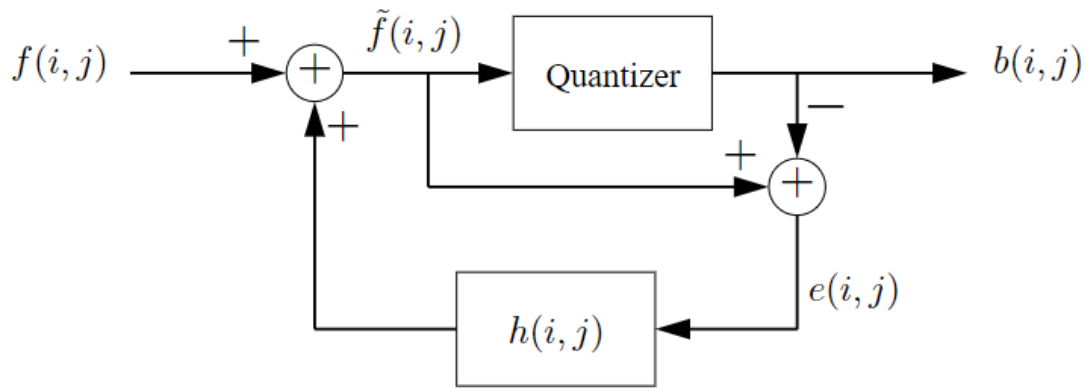 f(i, j)
+
+
f̃(i, j)
Quantizer
b(i, j)
−
+
+
+
e(i, j)
h(i, j)